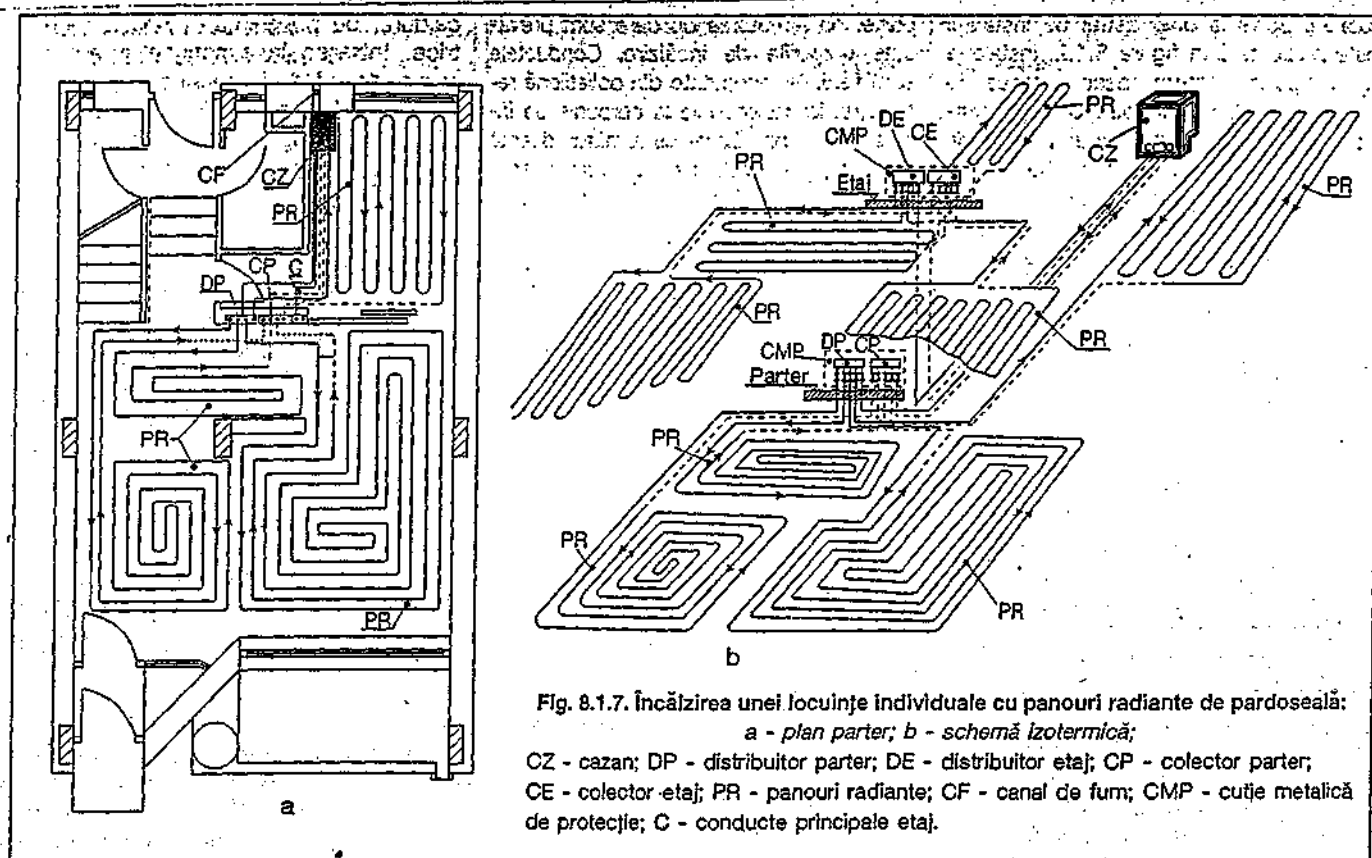 CF
CZ
PR
CP
C
DP
PR
PR
a
DE
CE
PR
CMP
CZ
PR
Etaj
PR
PR
PR
DP
CP
CMP
Parter
PR
PR
PR
b
Fig. 8.1.7. Încălzirea unei locuințe individuale cu panouri radiante de pardoseală:
a - plan parter; b - schemă izotermică;
CZ - cazan; DP - distribuitor parter; DE - distribuitor etaj; CP - colector parter;
CE - colector etaj; PR - panouri radiante; CF - canal de fum; CMP - cutie metalică
de protecție; C - conducte principale etaj.